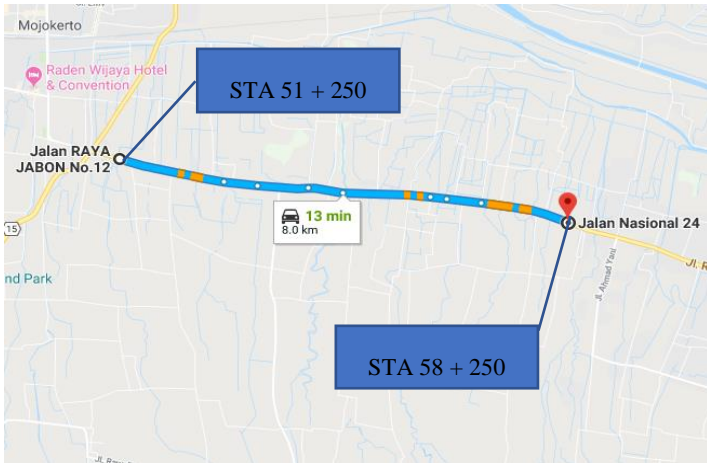 Mojokerto
Raden Wijaya Hotel
& Convention
STA 51 + 250
Jalan RAYA
JABON No.12
13 min
8.0 km
15
Jalan Nasional 24
nd Park
Jl. Ahmad Yani
STA 58 + 250